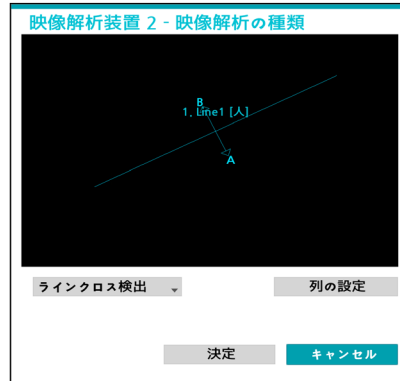 映像解析装置 2 - 映像解析の種類
B
1. Line1 [人]
A
ラインクロス検出
列の設定
決定
キャンセル